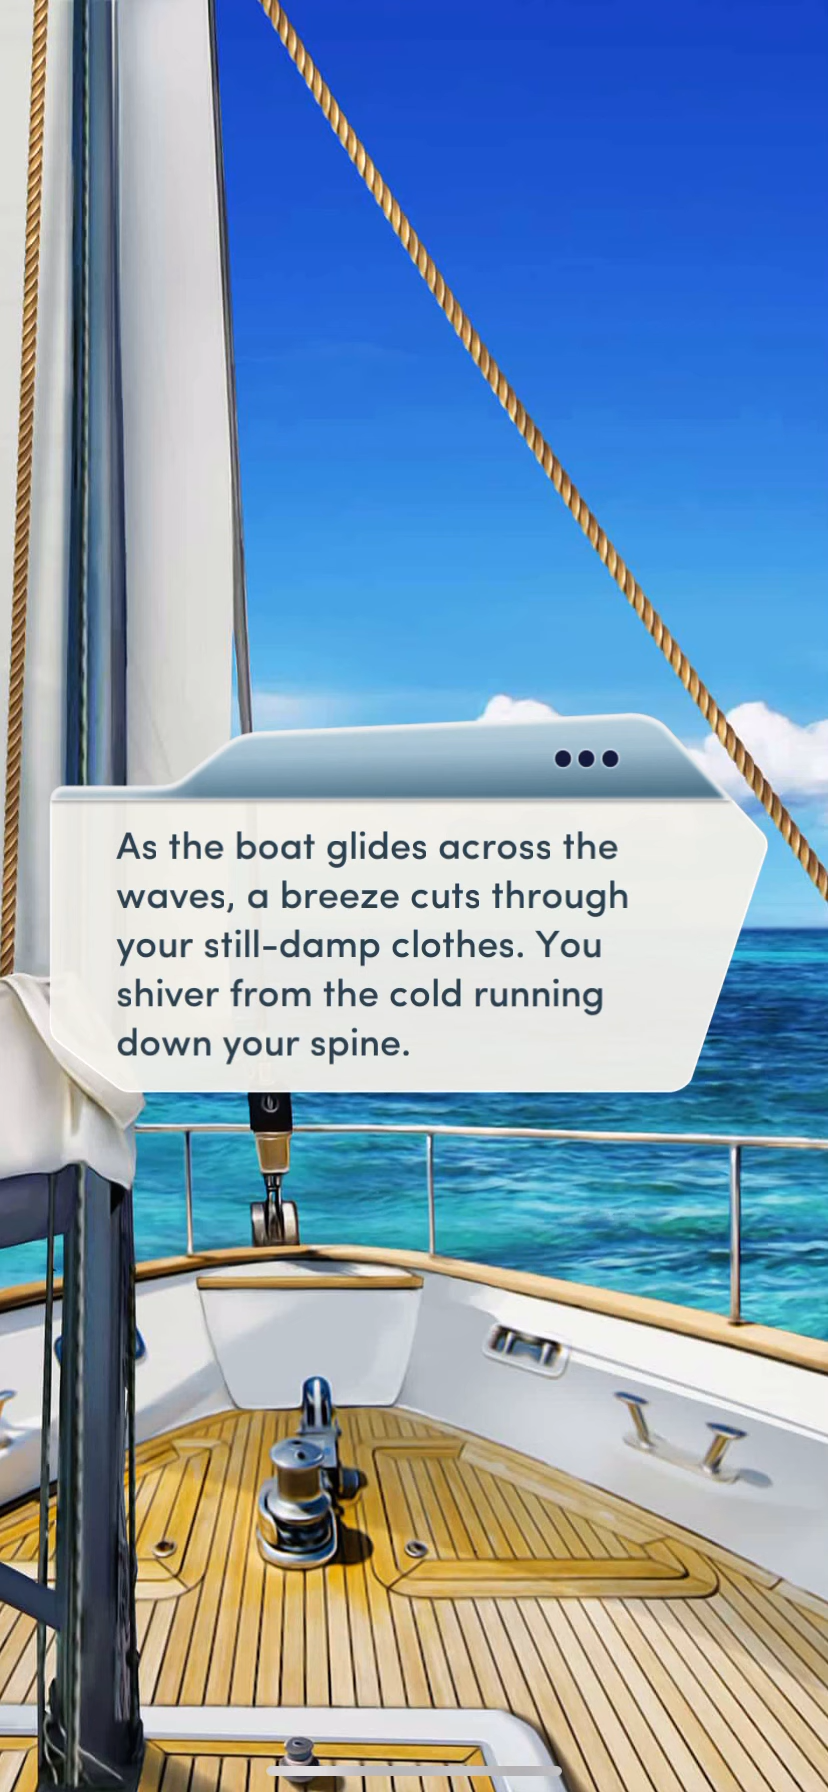 As the boat glides across the
waves, a breeze cuts through
your still-damp clothes. You
shiver from the cold running
down your spine.